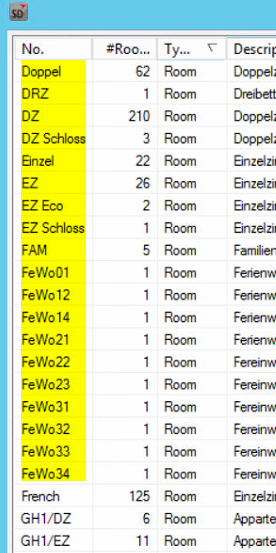 SD
No. #Roo... Ty... Descrip
Doppel 62 Room Doppelz
DRZ 1 Room Dreibett
DZ 210 Room Doppelz
DZ Schloss 3 Room Doppelz
Einzel 22 Room Einzelzi
EZ 26 Room Einzelzi
EZ Eco 2 Room Einzelzi
EZ Schloss 1 Room Einzelzi
FAM 5 Room Familien
FeWo01 1 Room Ferienw
FeWo12 1 Room Ferienw
FeWo14 1 Room Ferienw
FeWo21 1 Room Ferienw
FeWo22 1 Room Fereinw
FeWo23 1 Room Fereinw
FeWo31 1 Room Fereinw
FeWo32 1 Room Fereinw
FeWo33 1 Room Fereinw
FeWo34 1 Room Fereinw
French 125 Room Einzelzi
GH1/DZ 6 Room Apparte
GH1/EZ 11 Room Apparte